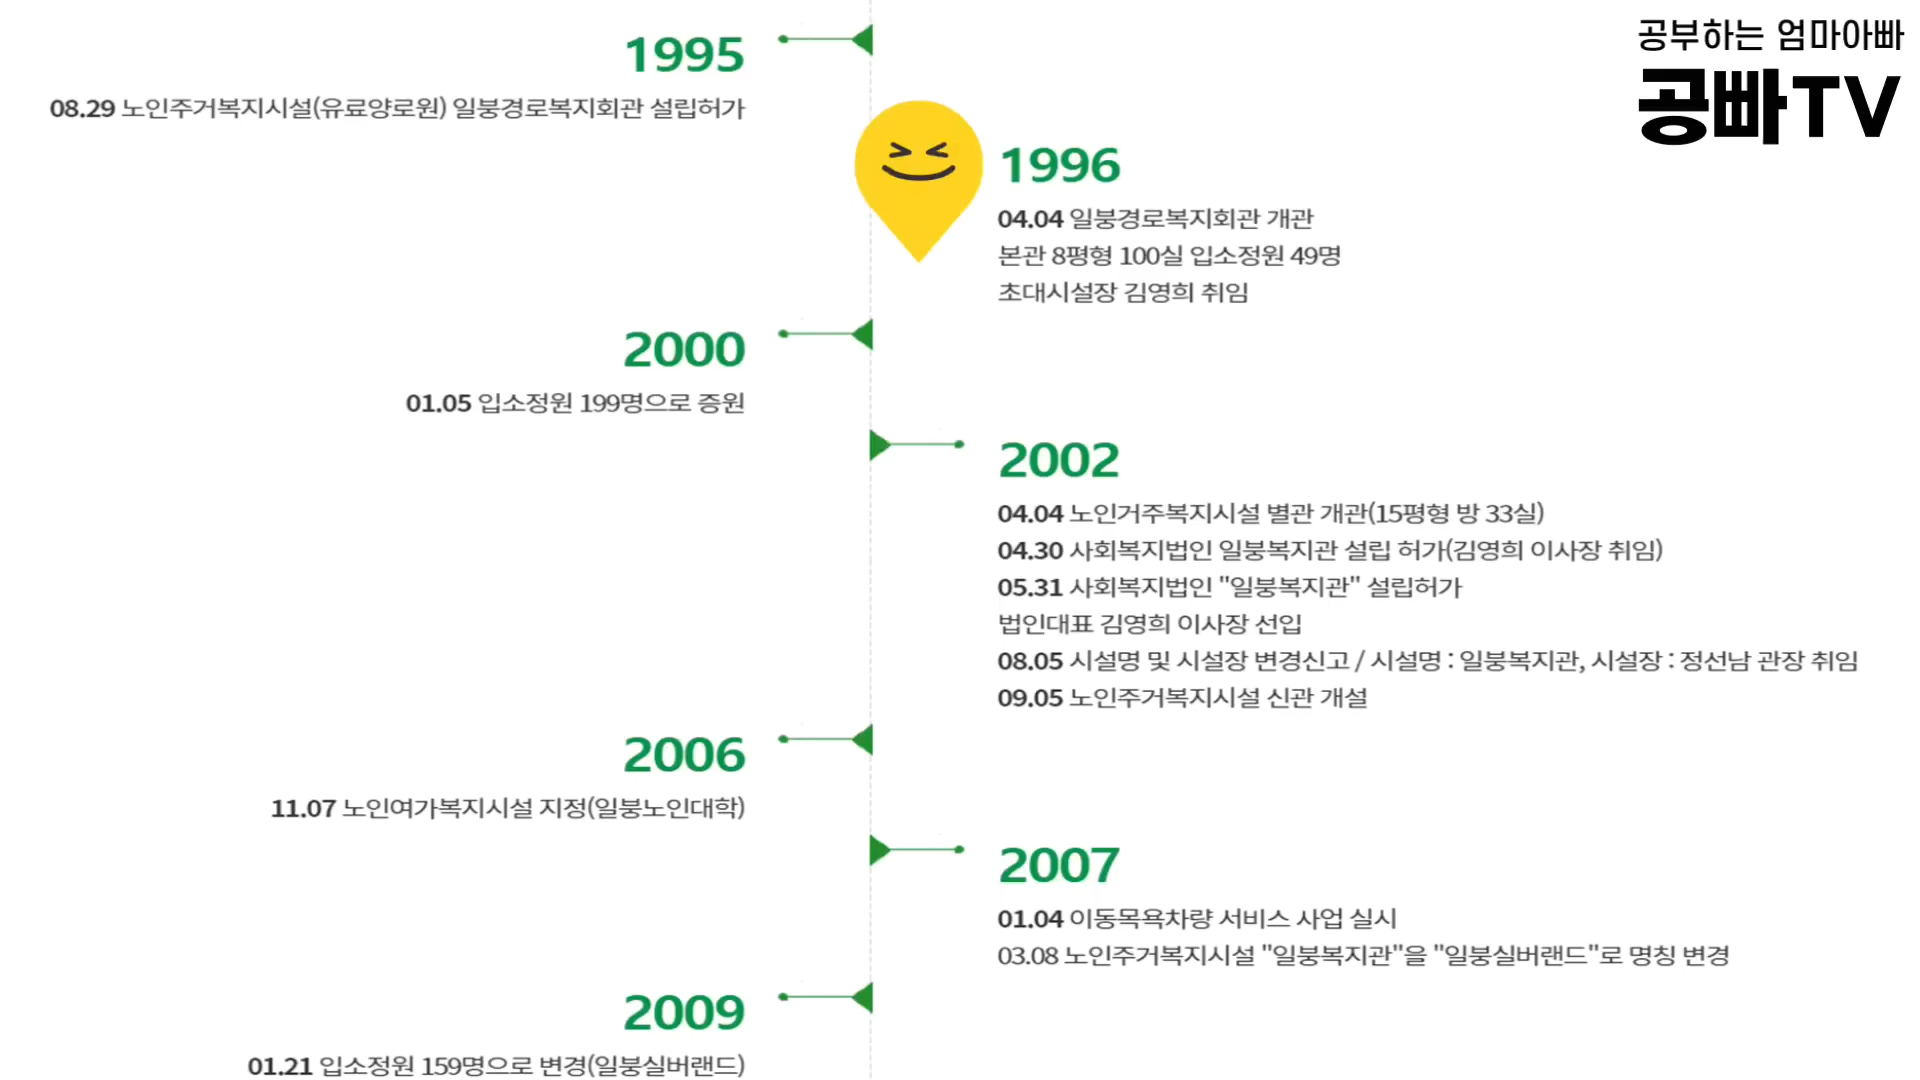 공부하는 엄마아빠
공빠TV
1995
08.29 노인주거복지시설(유료양로원) 일붕경로복지회관 설립허가
1996
04.04 일붕경로복지회관 개관
본관 8평형 100실 입소정원 49명
초대시설장 김영희 취임
2000
01.05 입소정원 199명으로 증원
2002
04.04 노인거주복지시설 별관 개관(15평형 방 33실)
04.30 사회복지법인 일붕복지관 설립 허가(김영희 이사장 취임)
05.31 사회복지법인 "일붕복지관" 설립허가
법인대표 김영희 이사장 선입
08.05 시설명 및 시설장 변경신고 / 시설명 : 일붕복지관, 시설장 : 정선남 관장 취임
09.05 노인주거복지시설 신관 개설
2006
11.07 노인여가복지시설 지정(일붕노인대학)
2007
01.04 이동목욕차량 서비스 사업 실시
03.08 노인주거복지시설 "일붕복지관"을 "일붕실버랜드"로 명칭 변경
2009
01.21 입소정원 159명으로 변경(일붕실버랜드)